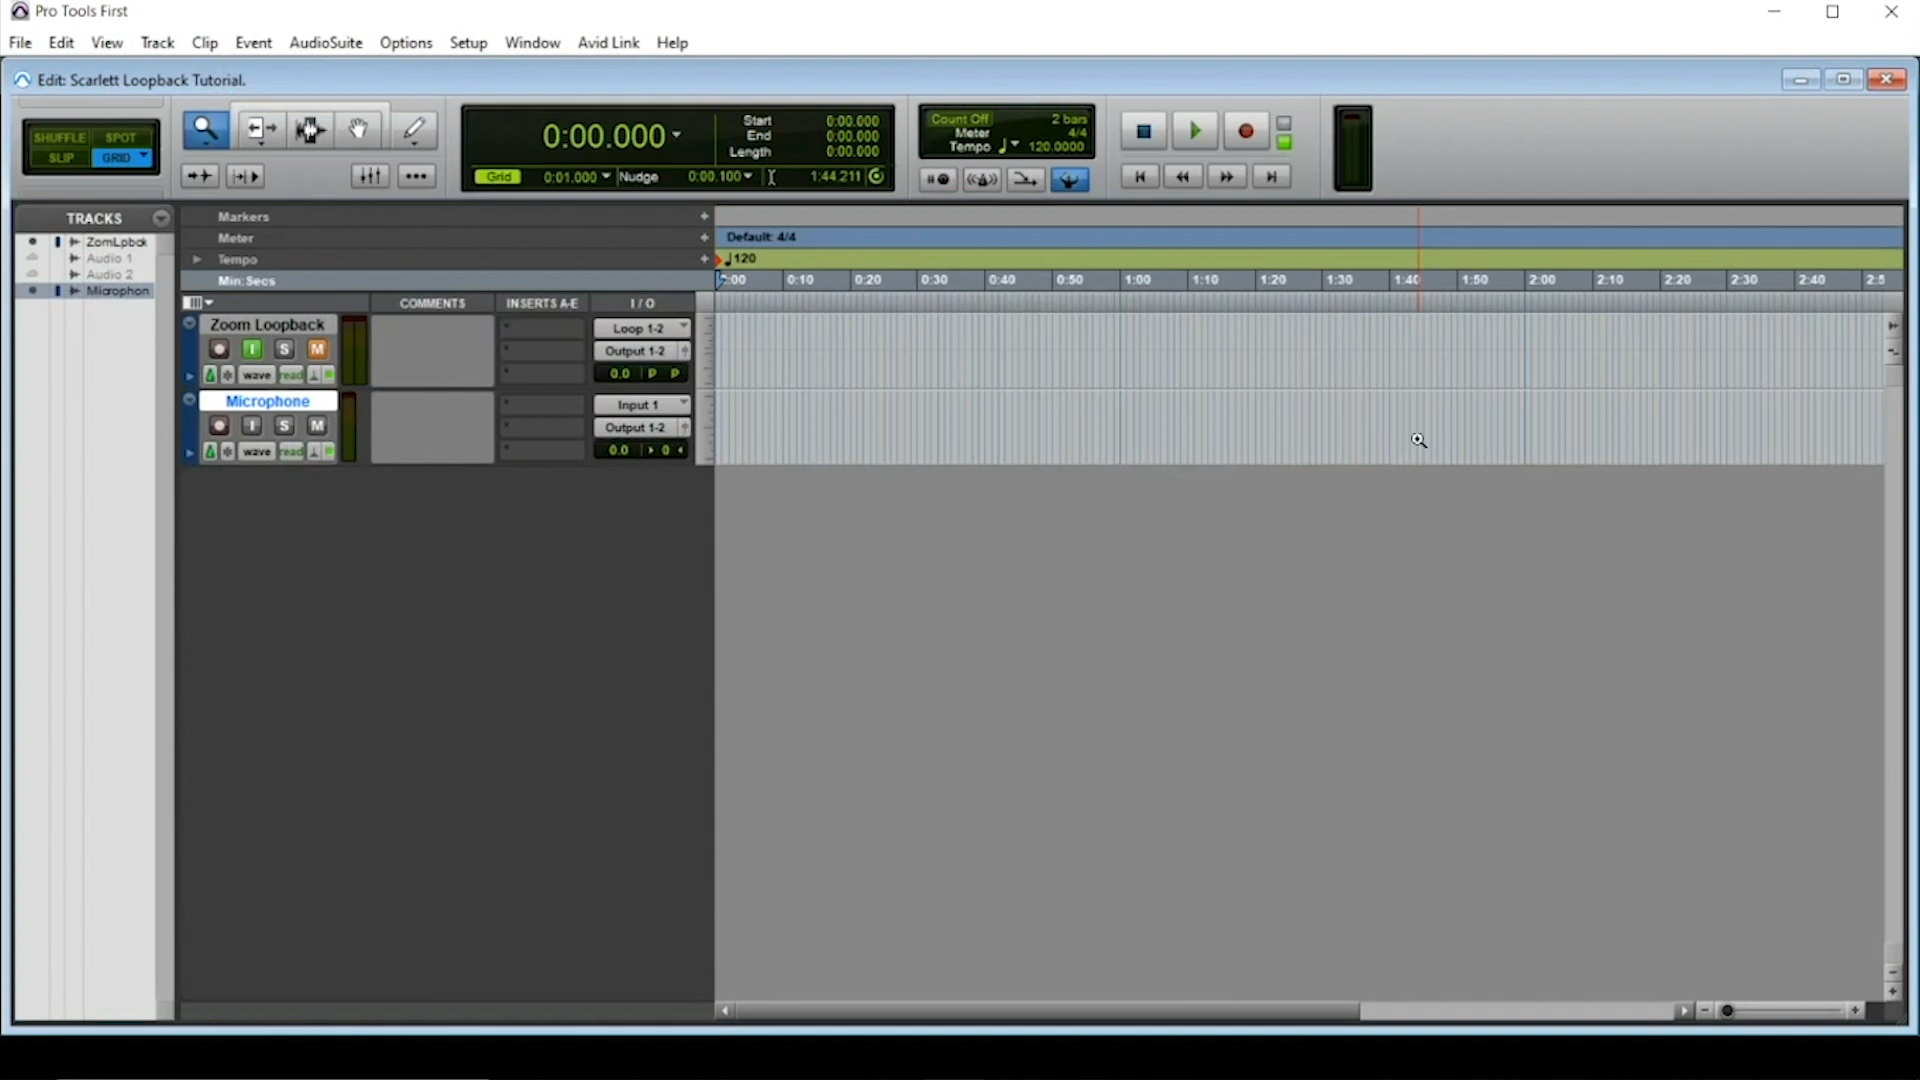 Pro Tools First
File Edit View Track Clip Event AudioSuite Options Setup Window Avid Link Help
Edit: Scarlett Loopback Tutorial.
SHUFFLE SPOT
SLIP GRID
0:00.000
Start 0:00.000
End 0:00.000
Length 0:00.000
Grid 0:01.000 Nudge 0:00.100 1:44.211
Count Off 2 bars
Meter 4/4
Tempo 120.0000
TRACKS
ZomLpbck
Audio 1
Audio 2
Microphon
Markers
Meter Default: 4/4
Tempo 120
Min:Secs 0:10 0:20 0:30 0:40 0:50 1:00 1:10 1:20 1:30 1:40 1:50 2:00 2:10 2:20 2:30 2:40
COMMENTS INSERTS A-E I / O
Zoom Loopback
I S M
wave read
Loop 1-2
Output 1-2
0.0 P P
Microphone
I S M
wave read
Input 1
Output 1-2
0.0 0